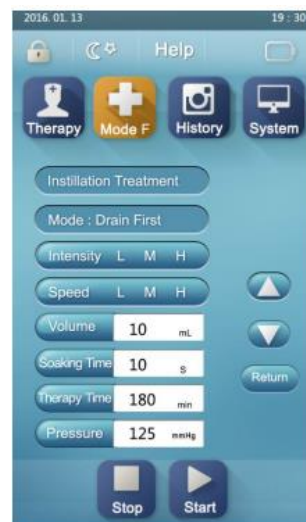 2016. 01. 13 19 : 30
Help
Therapy Mode F History System
Instillation Treatment
Mode : Drain First
Intensity L M H
Speed L M H
Volume 10 mL
Soaking Time 10 s
Therapy Time 180 min
Return
Pressure 125 mmHg
Stop Start